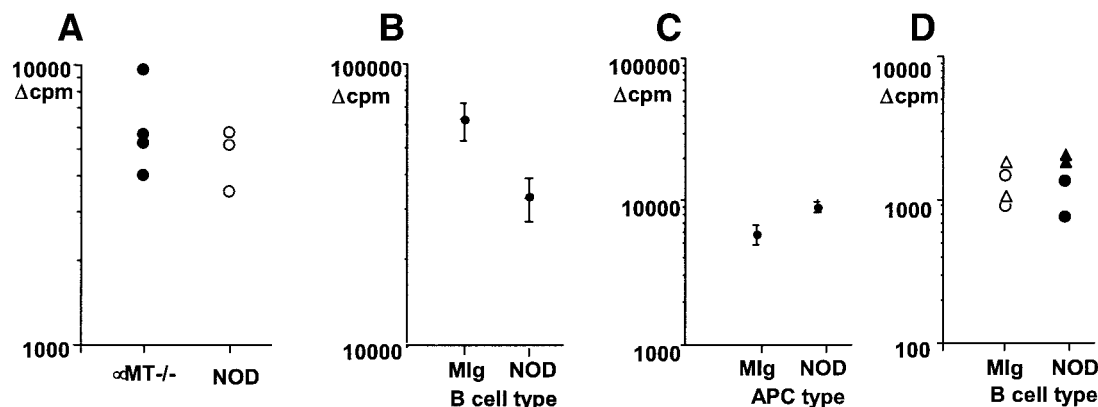 A
10000
Δcpm
1000
∝MT-/-
NOD
B
100000
Δcpm
10000
MIg
NOD
B cell type
C
100000
Δcpm
10000
1000
MIg
NOD
APC type
D
10000
Δcpm
1000
100
MIg
NOD
B cell type